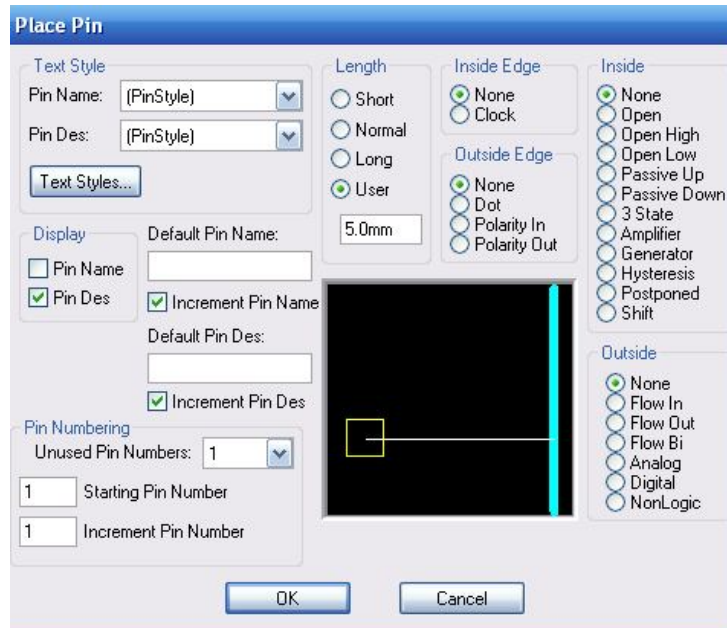 Place Pin
Text Style
Pin Name: (PinStyle)
Pin Des: (PinStyle)
Text Styles...
Length
Short
Normal
Long
User
5.0mm
Inside Edge
None
Clock
Outside Edge
None
Dot
Polarity In
Polarity Out
Inside
None
Open
Open High
Open Low
Passive Up
Passive Down
3 State
Amplifier
Generator
Hysteresis
Postponed
Shift
Display
Pin Name
Pin Des
Default Pin Name:
Increment Pin Name
Default Pin Des:
Increment Pin Des
Outside
None
Flow In
Flow Out
Flow Bi
Analog
Digital
NonLogic
Pin Numbering
Unused Pin Numbers: 1
1 Starting Pin Number
1 Increment Pin Number
OK
Cancel